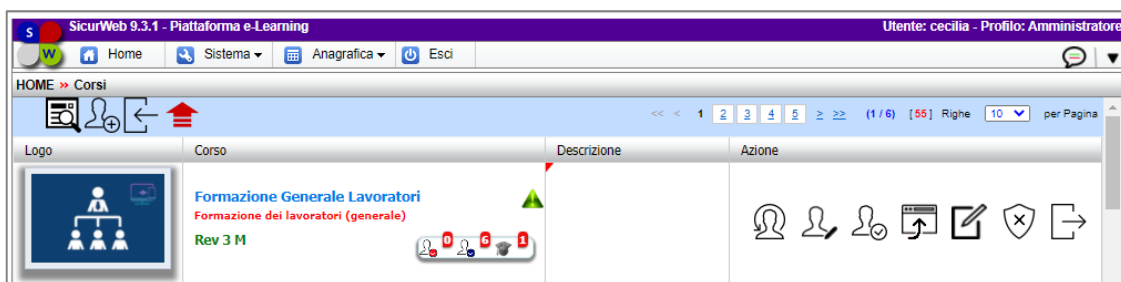 S
W
SicurWeb 9.3.1 - Piattaforma e-Learning
Utente: cecilia - Profilo: Amministratore
Home Sistema Anagrafica Esci
HOME » Corsi
<< < 1 2 3 4 5 > >> (1 / 6) [55] Righe 10 per Pagina
Logo Corso Descrizione Azione
Formazione Generale Lavoratori
Formazione dei lavoratori (generale)
Rev 3 M
0 6 1